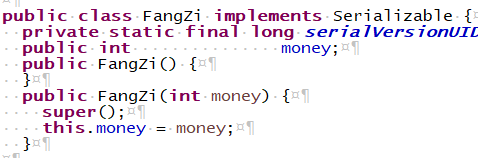 public class FangZi implements Serializable {¤¶
private static final long serialVersionUID
public int money;¤¶
public FangZi() {¤¶
}¤¶
public FangZi(int money) {¤¶
super();¤¶
this.money = money;¤¶
}¤¶